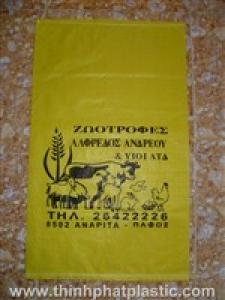 ΖΩΟΤΡΟΦΕΣ
ΑΛΦΡΕΔΟΣ ΑΝΔΡΕΟΥ
& ΥΙΟΙ ΛΤΔ
ΤΗΛ. 26422226
8502 ΑΝΑΡΙΤΑ - ΠΑΦΟΣ
www.thinhphatplastic.com